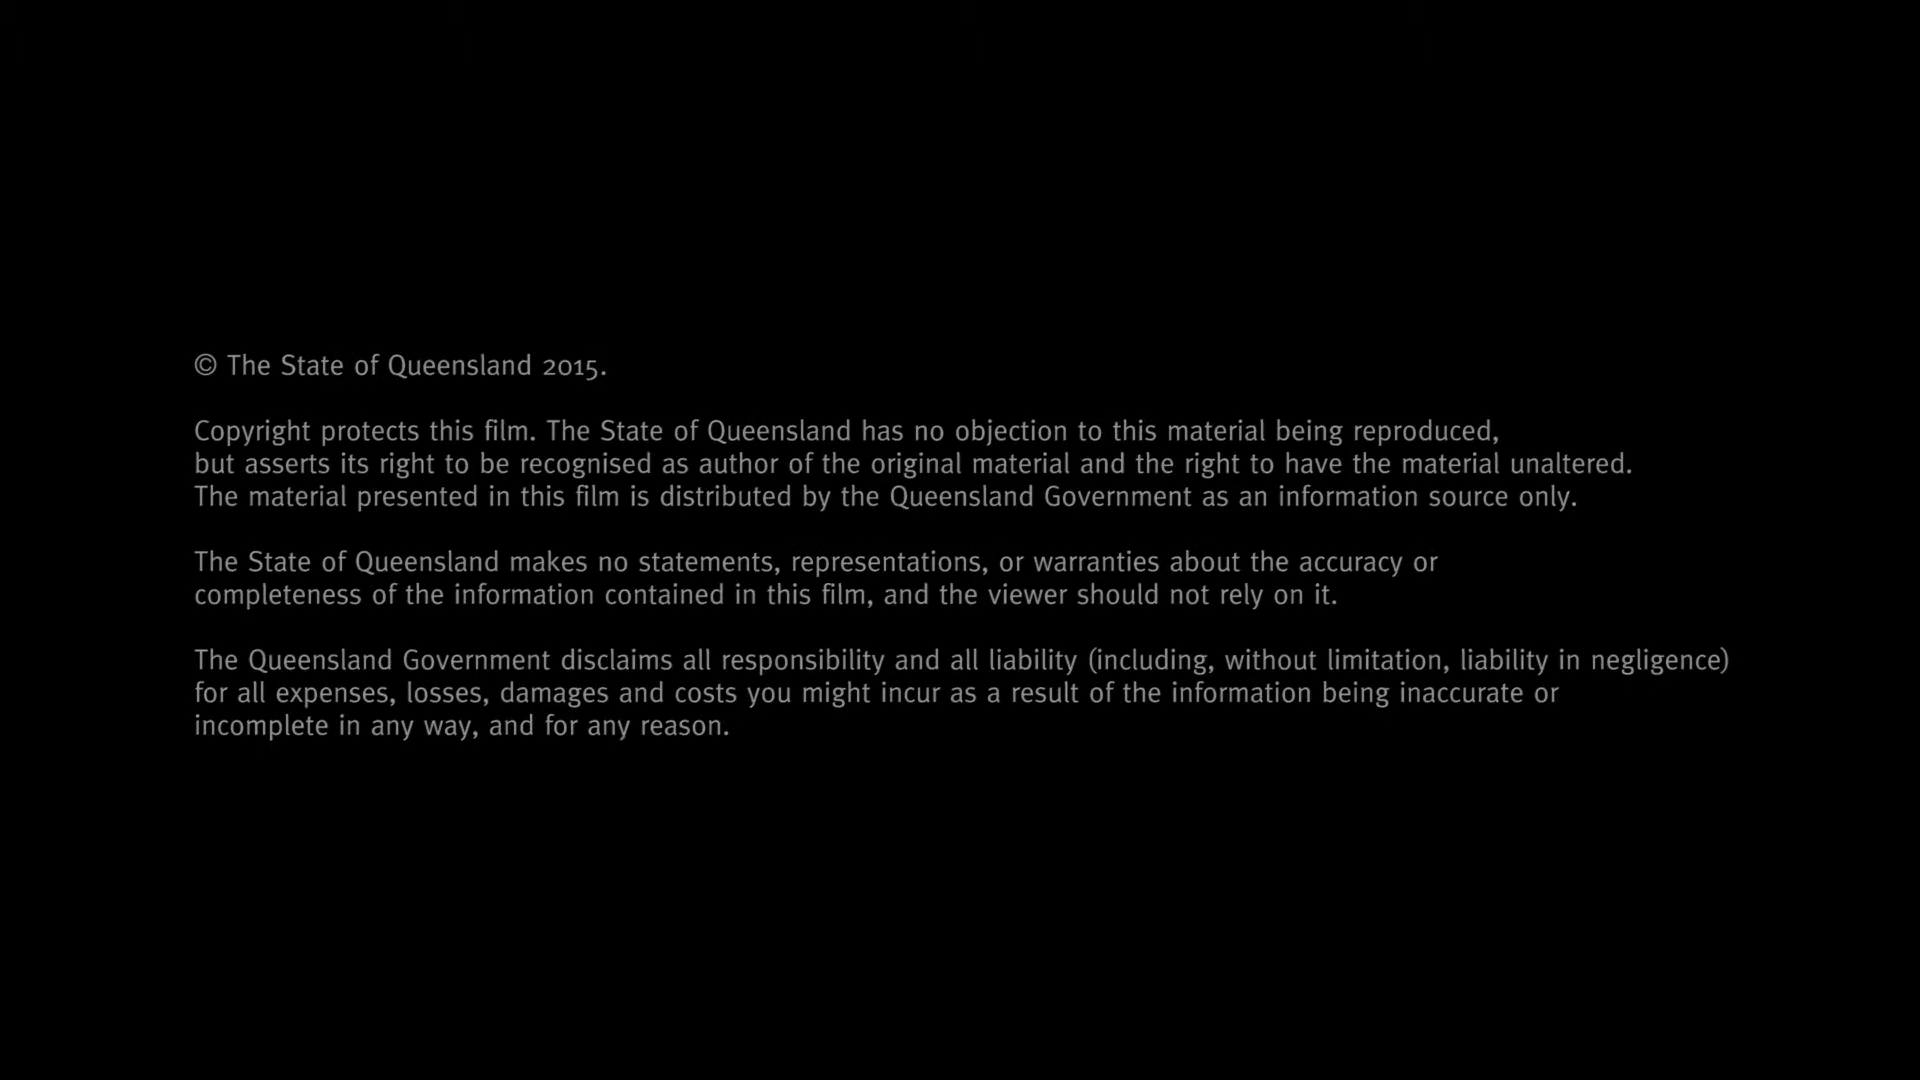 © The State of Queensland 2015.
Copyright protects this film. The State of Queensland has no objection to this material being reproduced,
but asserts its right to be recognised as author of the original material and the right to have the material unaltered.
The material presented in this film is distributed by the Queensland Government as an information source only.
The State of Queensland makes no statements, representations, or warranties about the accuracy or
completeness of the information contained in this film, and the viewer should not rely on it.
The Queensland Government disclaims all responsibility and all liability (including, without limitation, liability in negligence)
for all expenses, losses, damages and costs you might incur as a result of the information being inaccurate or
incomplete in any way, and for any reason.